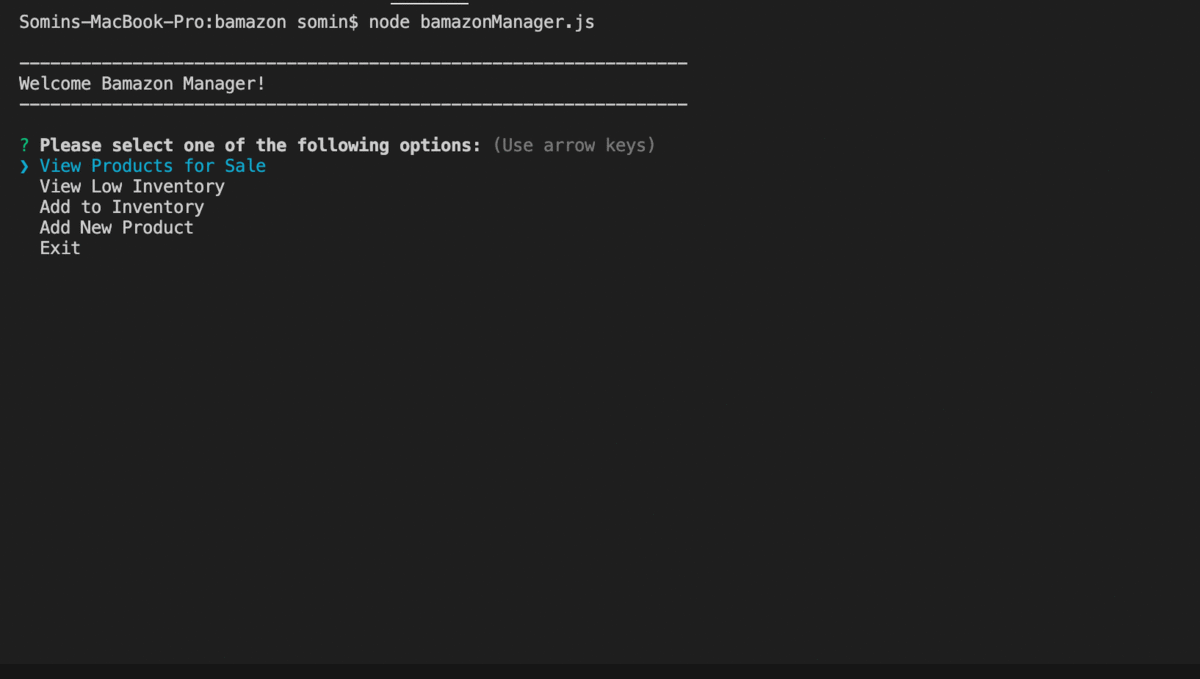 Somins-MacBook-Pro:bamazon somin$ node bamazonManager.js
-----------------------------------------------------------------
Welcome Bamazon Manager!
-----------------------------------------------------------------
? Please select one of the following options: (Use arrow keys)
❯ View Products for Sale
View Low Inventory
Add to Inventory
Add New Product
Exit